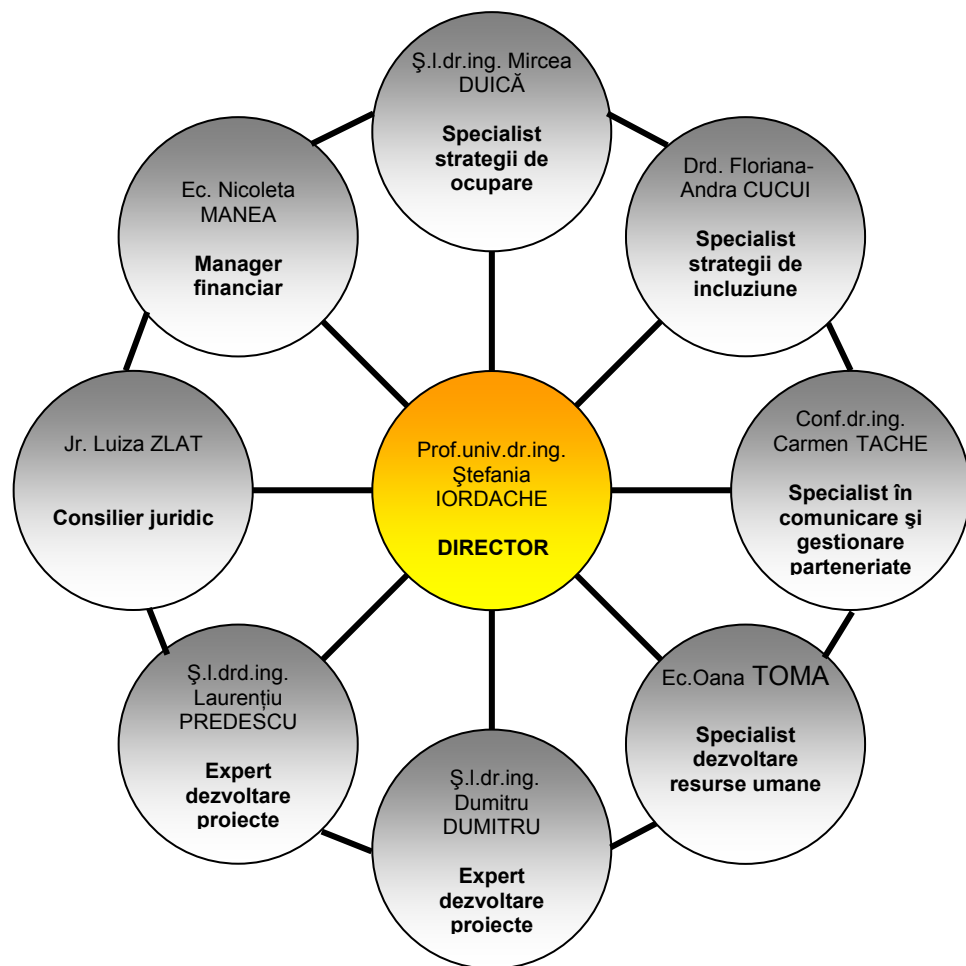 Ş.l.dr.ing. Mircea
DUICĂ
Specialist
strategii de
ocupare
Drd. Floriana-
Andra CUCUI
Specialist
strategii de
incluziune
Ec. Nicoleta
MANEA
Manager
financiar
Conf.dr.ing.
Carmen TACHE
Specialist în
comunicare şi
gestionare
parteneriate
Jr. Luiza ZLAT
Consilier juridic
Prof.univ.dr.ing.
Ştefania
IORDACHE
DIRECTOR
Ec.Oana TOMA
Specialist
dezvoltare
resurse umane
Ş.l.drd.ing.
Laurenţiu
PREDESCU
Expert
dezvoltare
proiecte
Ş.l.dr.ing.
Dumitru
DUMITRU
Expert
dezvoltare
proiecte